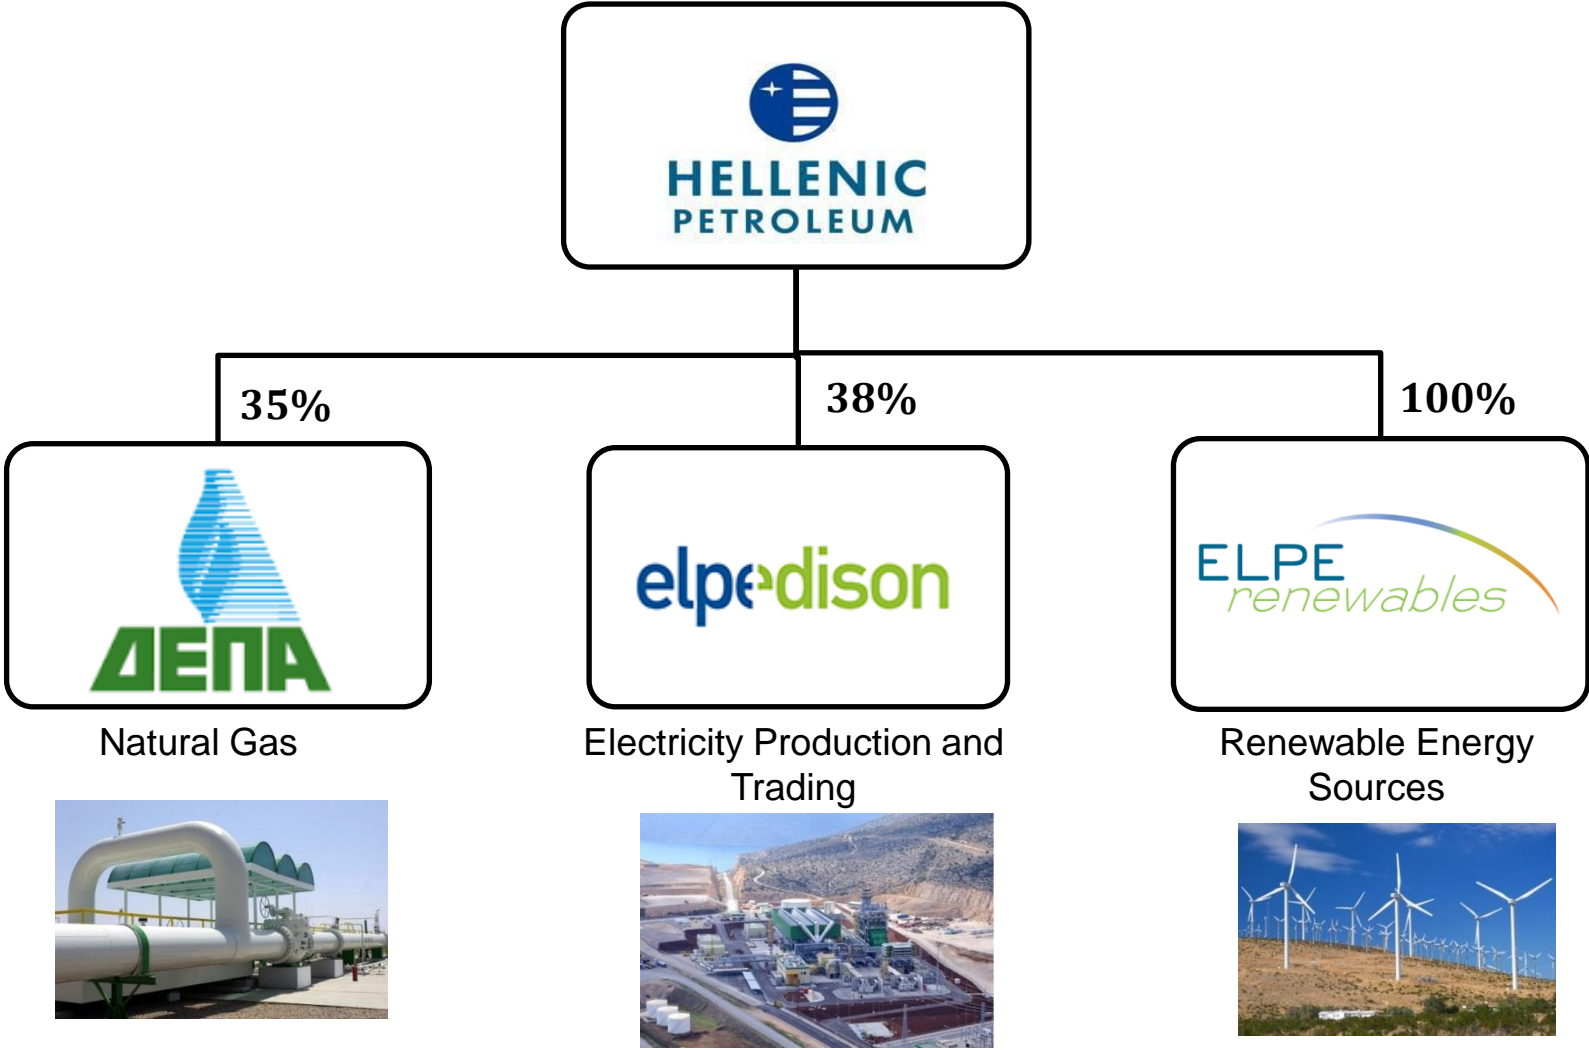 HELLENIC
PETROLEUM
35%
38%
100%
ΔΕΠΑ
elpedison
ELPE
renewables
Natural Gas
Electricity Production and
Trading
Renewable Energy
Sources